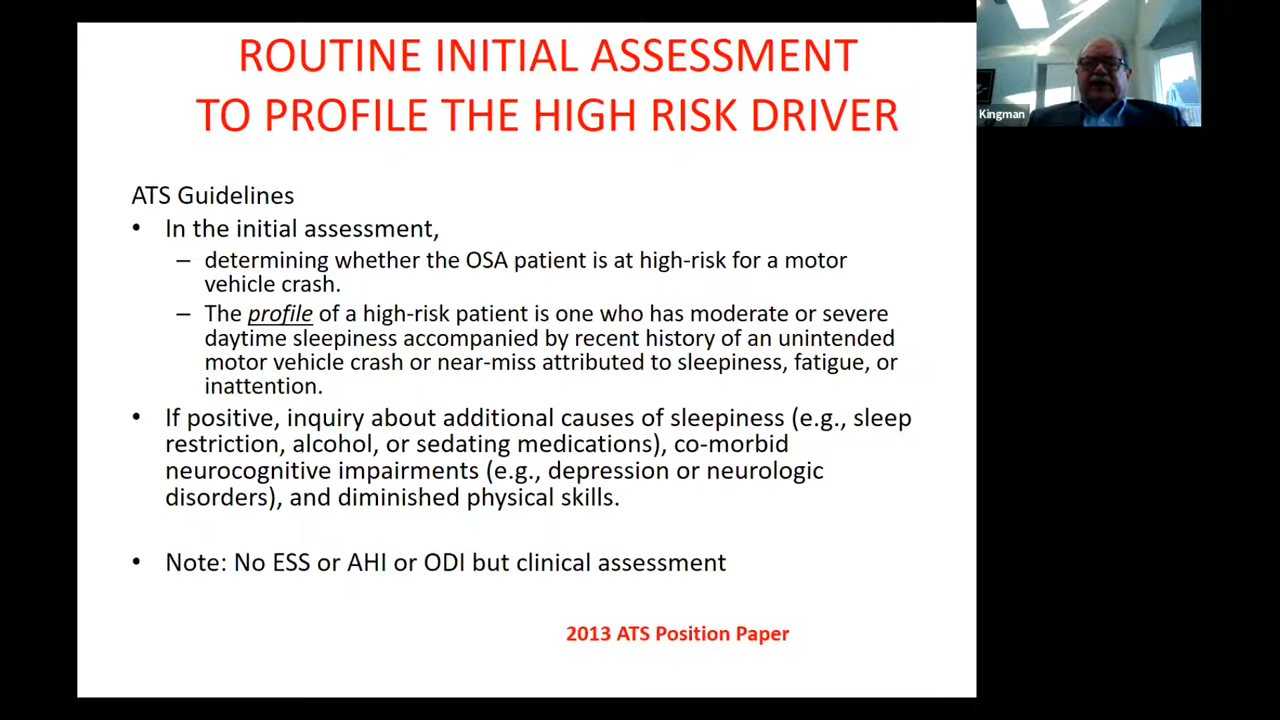 ROUTINE INITIAL ASSESSMENT
TO PROFILE THE HIGH RISK DRIVER
Kingman
ATS Guidelines
• In the initial assessment,
– determining whether the OSA patient is at high-risk for a motor
vehicle crash.
– The profile of a high-risk patient is one who has moderate or severe
daytime sleepiness accompanied by recent history of an unintended
motor vehicle crash or near-miss attributed to sleepiness, fatigue, or
inattention.
• If positive, inquiry about additional causes of sleepiness (e.g., sleep
restriction, alcohol, or sedating medications), co-morbid
neurocognitive impairments (e.g., depression or neurologic
disorders), and diminished physical skills.
• Note: No ESS or AHI or ODI but clinical assessment
2013 ATS Position Paper